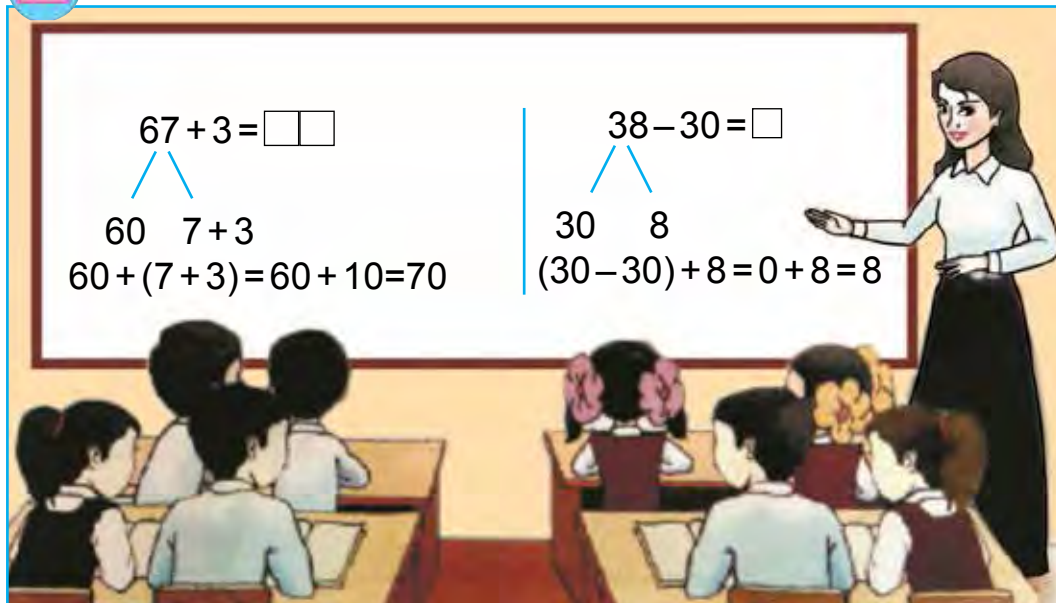 67 + 3 = □□
60 7 + 3
60 + (7 + 3) = 60 + 10 = 70
38 – 30 = □
30 8
(30 – 30) + 8 = 0 + 8 = 8